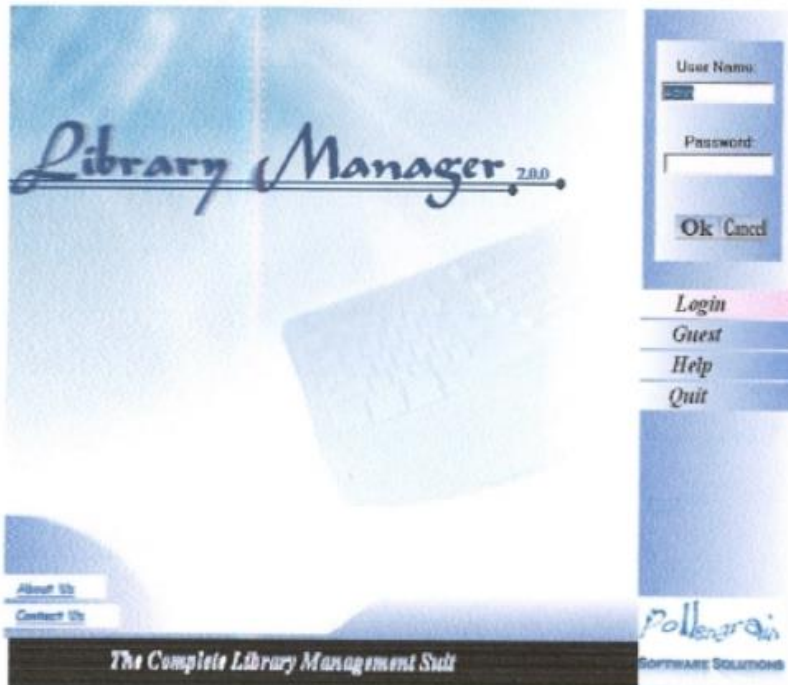 Library Manager 2.0.0
User Name:
Password:
Ok Cancel
Login
Guest
Help
Quit
About Us
Contact Us
The Complete Library Management Suit
Pollengrain
SOFTWARE SOLUTIONS